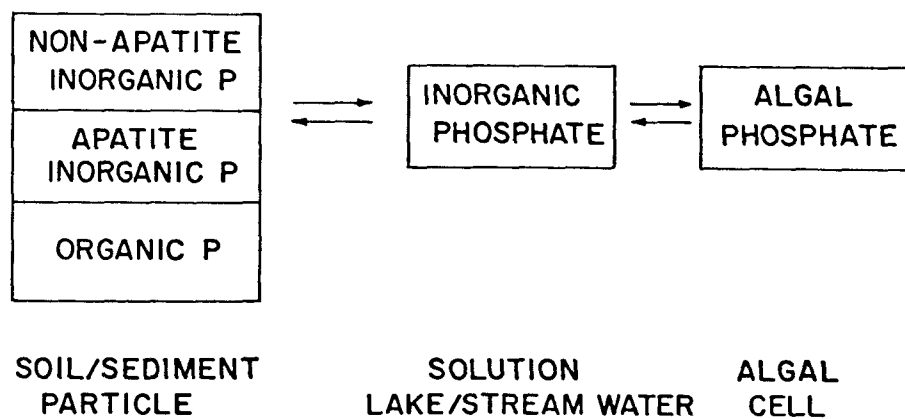 NON-APATITE
INORGANIC P
APATITE
INORGANIC P
ORGANIC P
INORGANIC
PHOSPHATE
ALGAL
PHOSPHATE
SOIL/SEDIMENT
PARTICLE
SOLUTION
LAKE/STREAM WATER
ALGAL
CELL